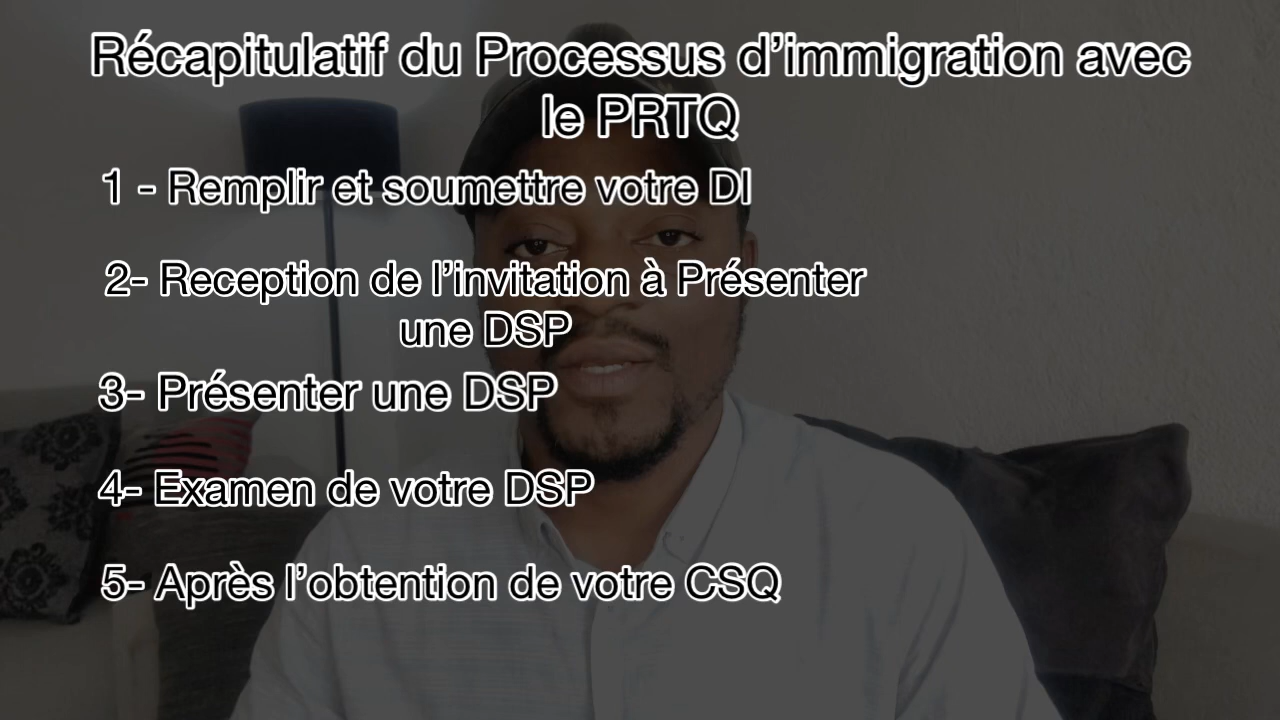 Récapitulatif du Processus d’immigration avec
le PRTQ
1 - Remplir et soumettre votre DI
2- Reception de l’invitation à Présenter
une DSP
3- Présenter une DSP
4- Examen de votre DSP
5- Après l’obtention de votre CSQ